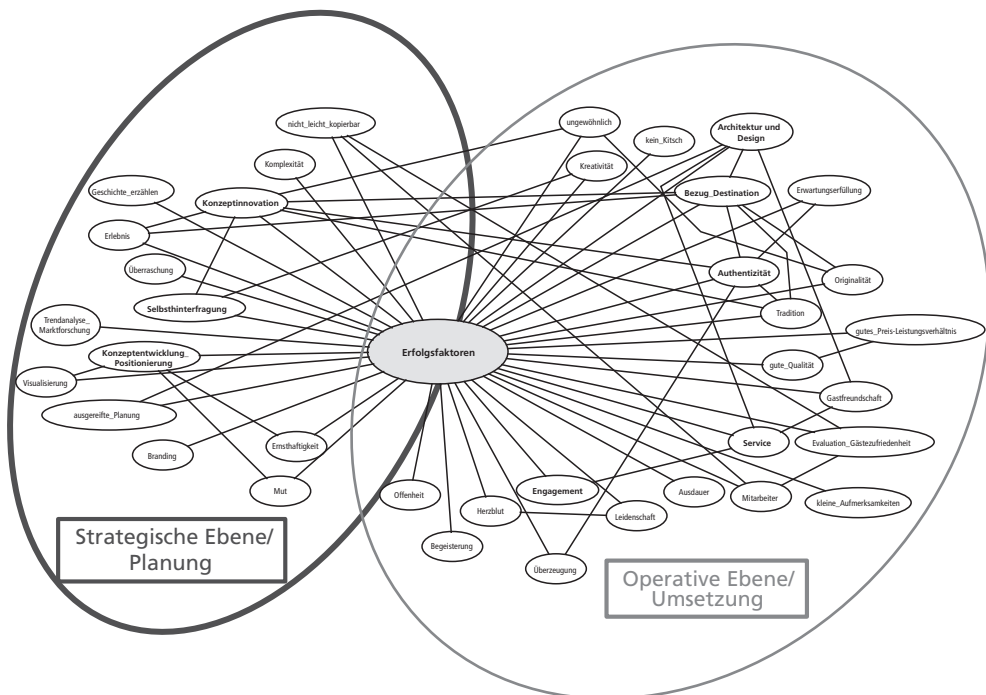 nicht_leicht_kopierbar
ungewöhnlich
Architektur und
Design
kein_Kitsch
Komplexität
Kreativität
Geschichte_erzählen
Konzeptinnovation
Bezug_Destination
Erwartungserfüllung
Erlebnis
Überraschung
Authentizität
Originalität
Selbsthinterfragung
Tradition
Trendanalyse_
Marktforschung
gutes_Preis-Leistungsverhältnis
Konzeptentwicklung_
Positionierung
Erfolgsfaktoren
gute_Qualität
Visualisierung
Gastfreundschaft
ausgereifte_Planung
Branding
Ernsthaftigkeit
Service
Evaluation_Gästezufriedenheit
Mut
Offenheit
Engagement
Ausdauer
Mitarbeiter
kleine_Aufmerksamkeiten
Herzblut
Leidenschaft
Begeisterung
Überzeugung
Strategische Ebene/
Planung
Operative Ebene/
Umsetzung